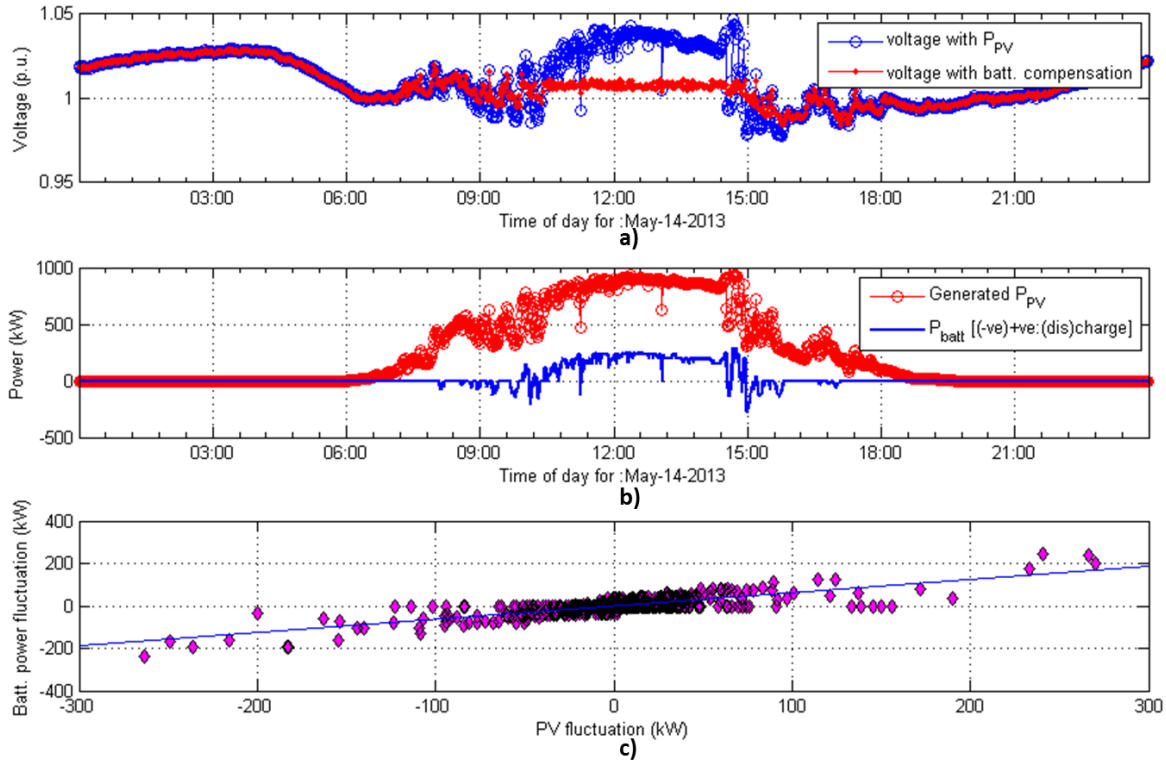 1.05
1
0.95
Voltage (p.u.)
voltage with P_PV
voltage with batt. compensation
03:00 06:00 09:00 12:00 15:00 18:00 21:00
Time of day for :May-14-2013
a)
1000
500
0
-500
Power (kW)
Generated P_PV
P_batt [(-ve)+ve:(dis)charge]
03:00 06:00 09:00 12:00 15:00 18:00 21:00
Time of day for :May-14-2013
b)
400
200
0
-200
-400
Batt. power fluctuation (kW)
-300 -200 -100 0 100 200 300
PV fluctuation (kW)
c)